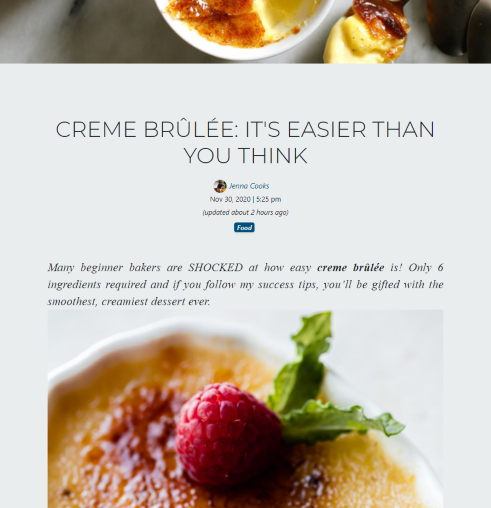 CREME BRÛLÉE: IT'S EASIER THAN
YOU THINK
Jenna Cooks
Nov 30, 2020 | 5:25 pm
(updated about 2 hours ago)
Food
Many beginner bakers are SHOCKED at how easy creme brûlée is! Only 6
ingredients required and if you follow my success tips, you'll be gifted with the
smoothest, creamiest dessert ever.